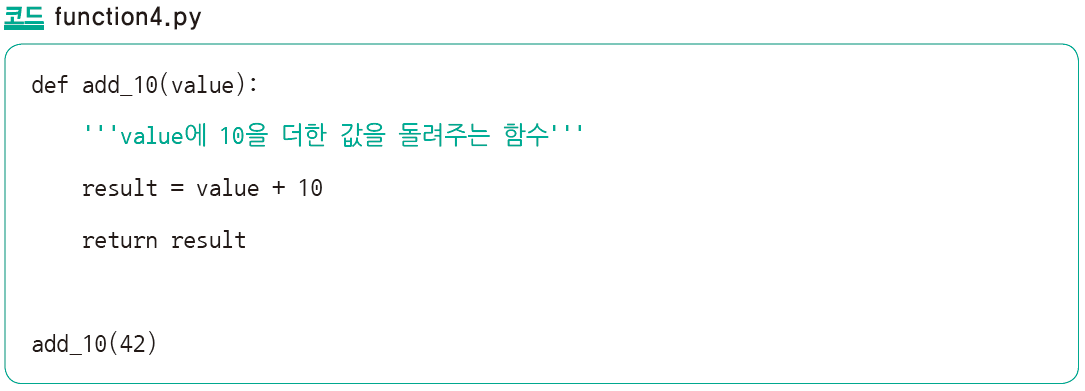 코드 function4.py
def add_10(value):
    '''value에 10을 더한 값을 돌려주는 함수'''
    result = value + 10
    return result
add_10(42)